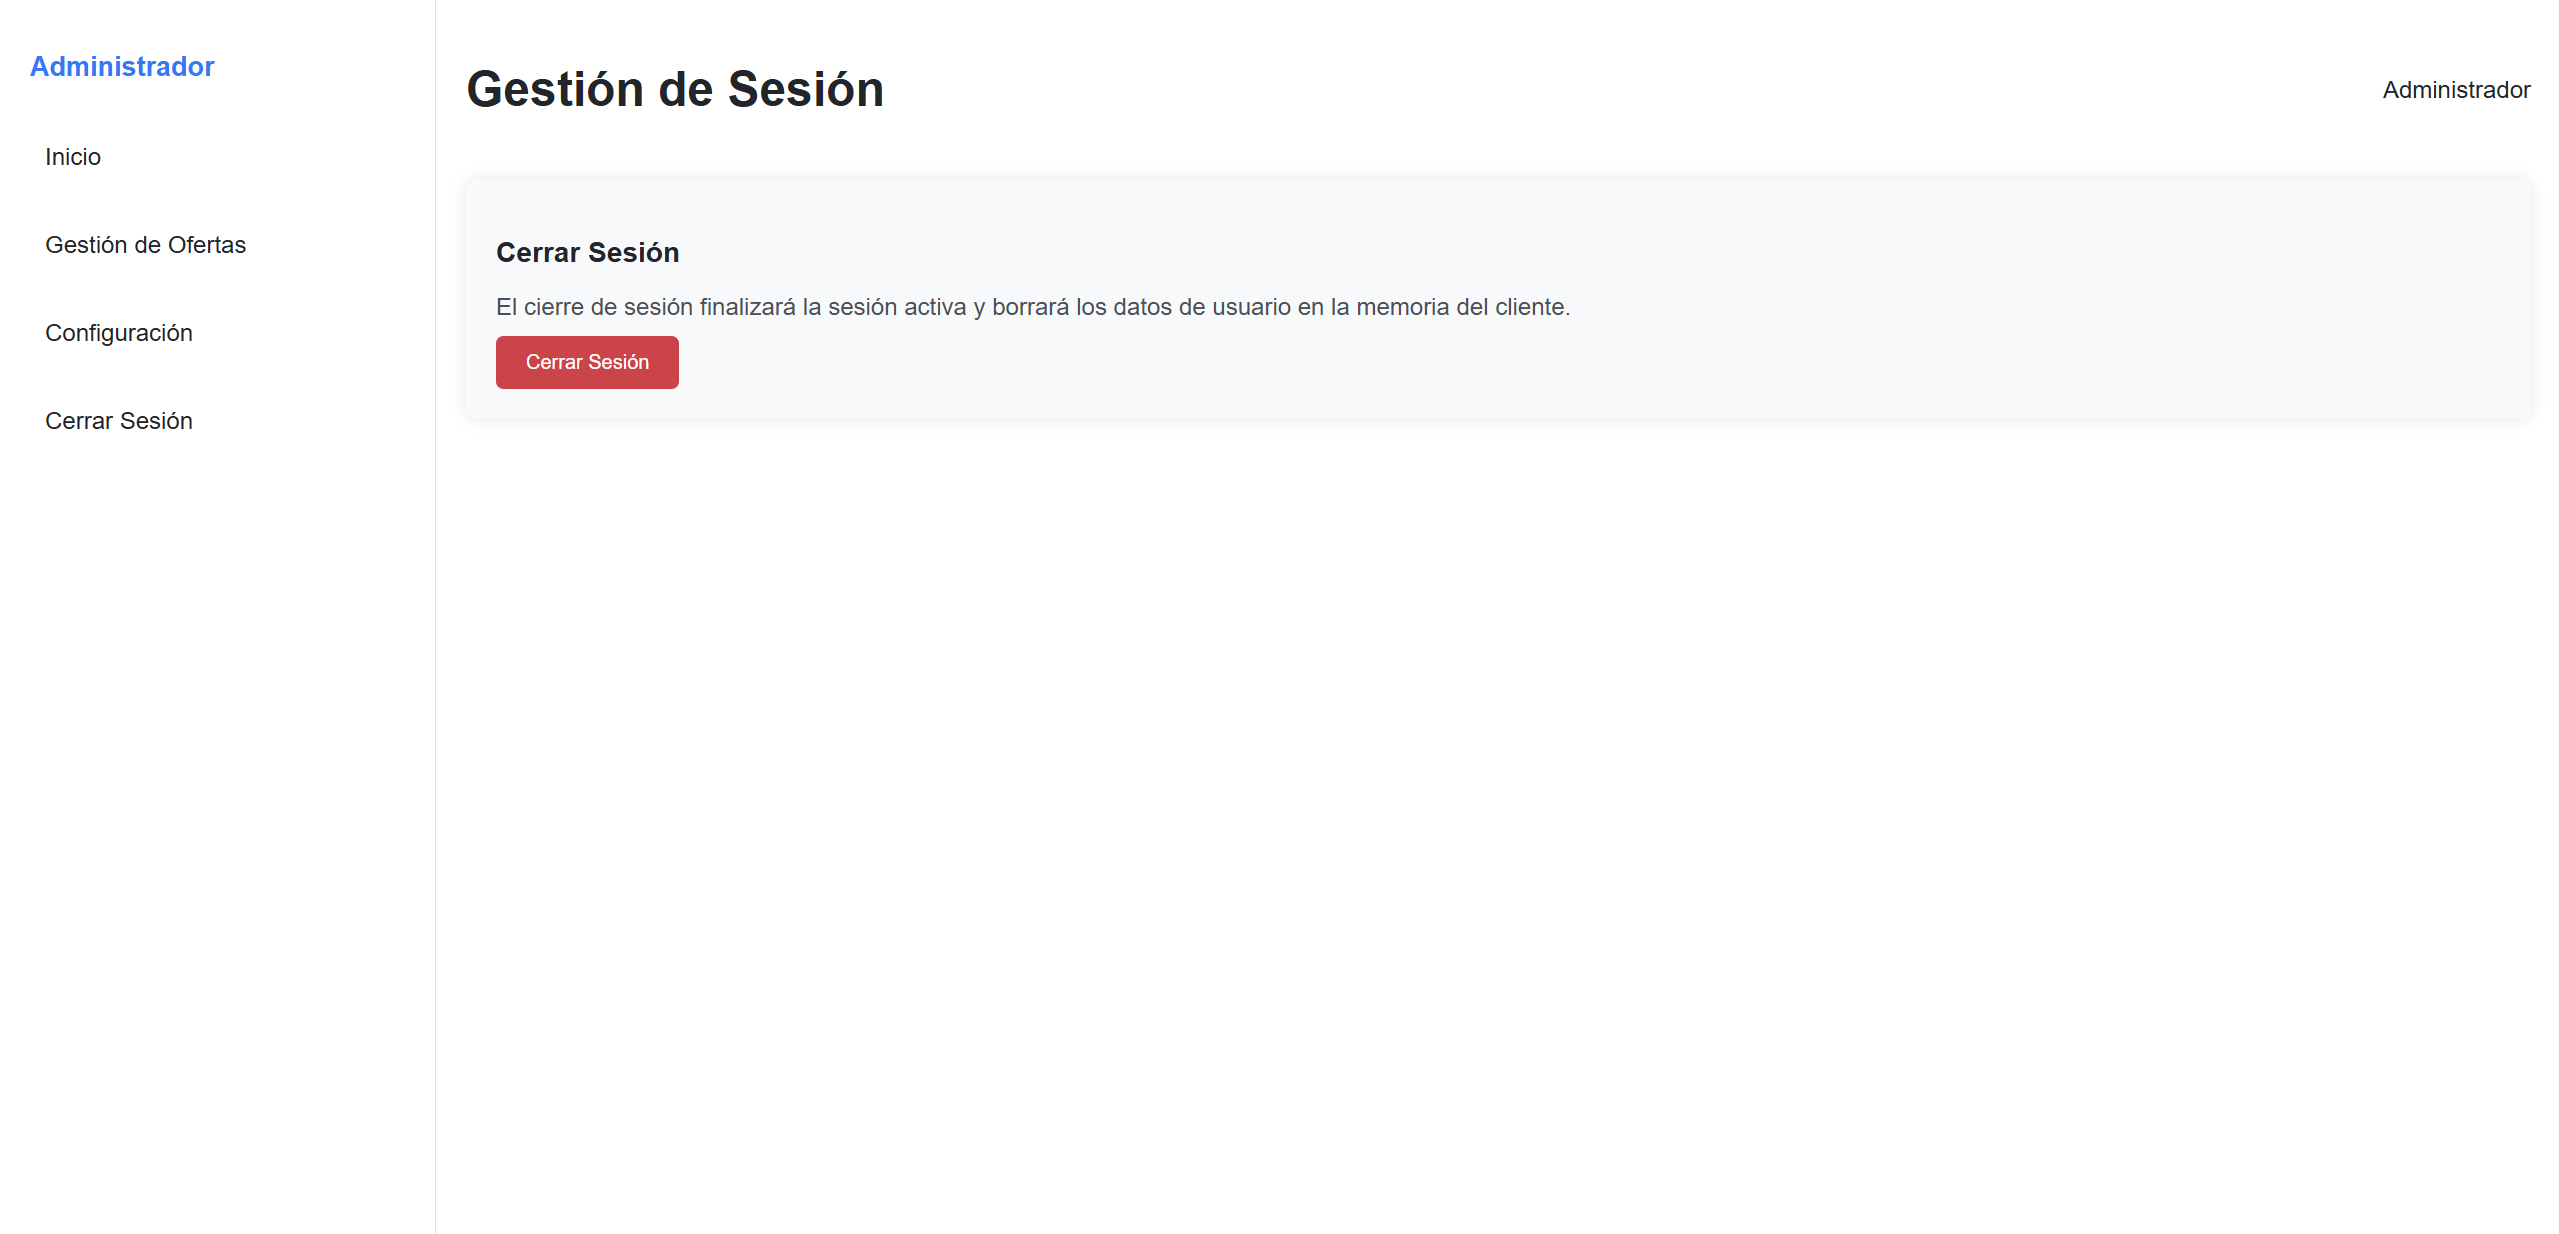 Administrador
Inicio
Gestión de Ofertas
Configuración
Cerrar Sesión
Gestión de Sesión
Administrador
Cerrar Sesión
El cierre de sesión finalizará la sesión activa y borrará los datos de usuario en la memoria del cliente.
Cerrar Sesión